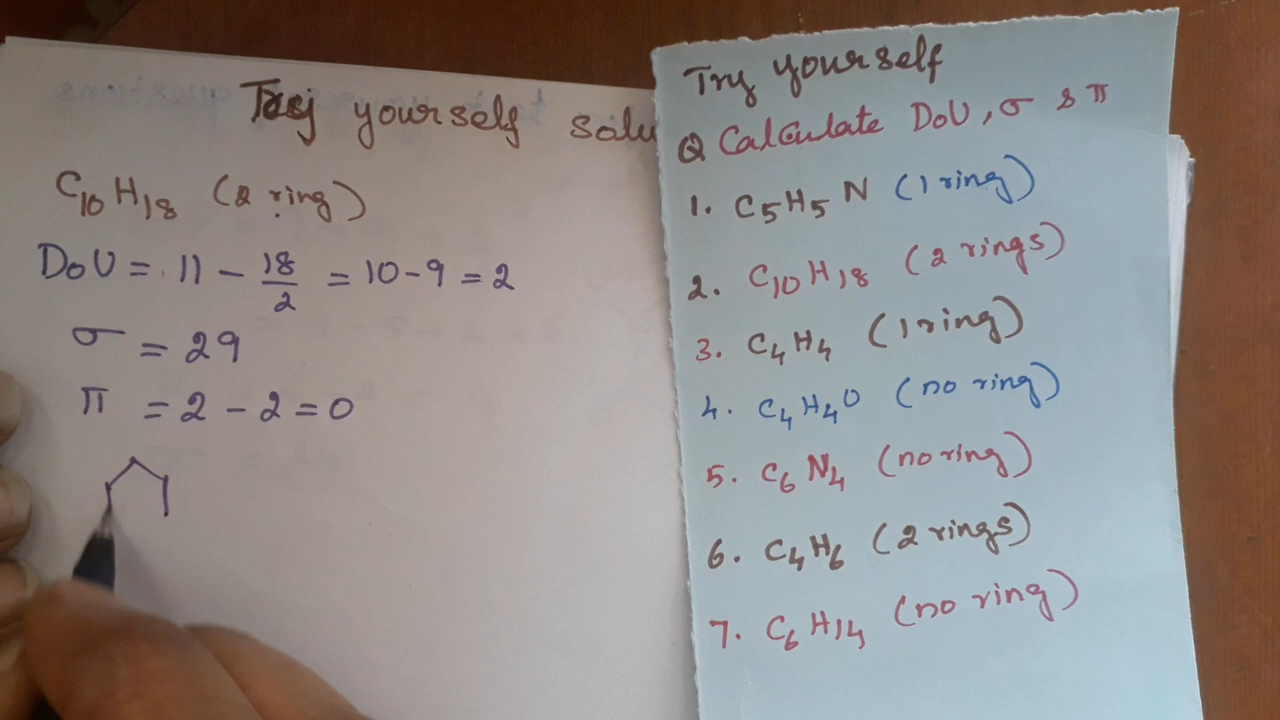 Try yourself solu
C₁₀H₁₈ (2 ring)
DoU = 11 - 18/2 = 10-9 = 2
σ = 29
π = 2 - 2 = 0
Try yourself
Q Calculate DoU, σ & π
1. C₅H₅N (1 ring)
2. C₁₀H₁₈ (2 rings)
3. C₄H₄ (1 ring)
4. C₄H₄O (no ring)
5. C₆N₄ (no ring)
6. C₄H₆ (2 rings)
7. C₆H₁₄ (no ring)